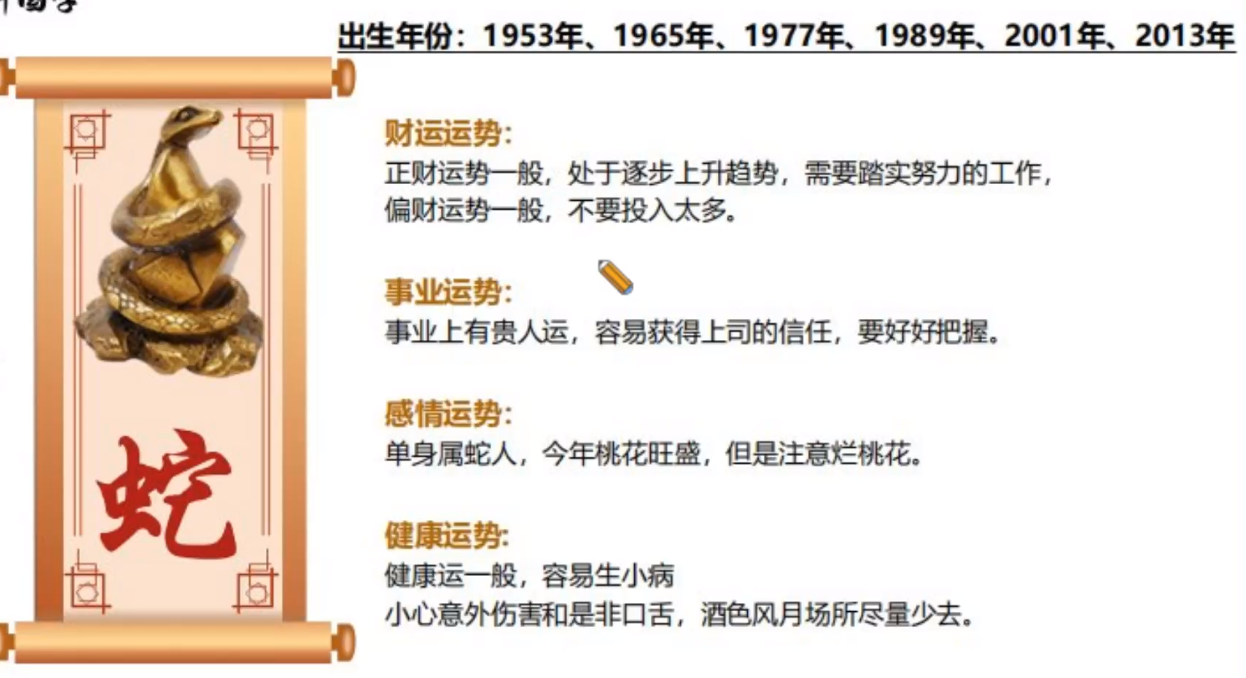 出生年份：1953年、1965年、1977年、1989年、2001年、2013年
财运运势：
正财运势一般，处于逐步上升趋势，需要踏实努力的工作，
偏财运势一般，不要投入太多。
事业运势：
事业上有贵人运，容易获得上司的信任，要好好把握。
感情运势：
单身属蛇人，今年桃花旺盛，但是注意烂桃花。
健康运势:
健康运一般，容易生小病
小心意外伤害和是非口舌，酒色风月场所尽量少去。
蛇